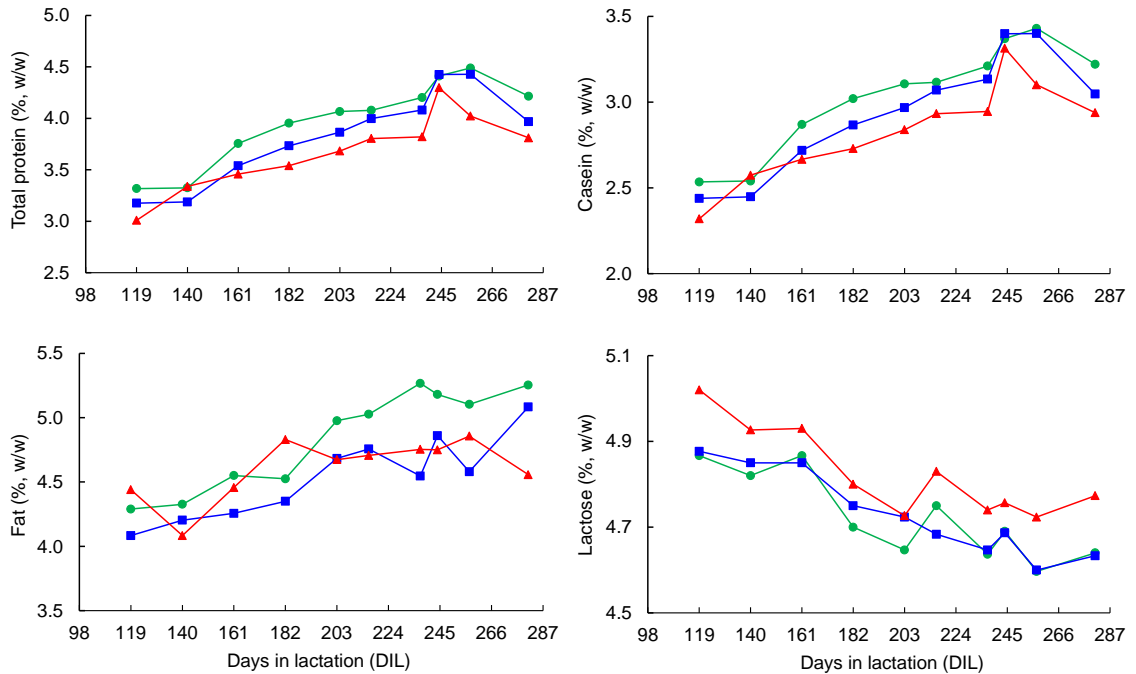 Total protein (%, w/w)
5.0
4.5
4.0
3.5
3.0
2.5
98 119 140 161 182 203 224 245 266 287
Casein (%, w/w)
3.5
3.0
2.5
2.0
98 119 140 161 182 203 224 245 266 287
Fat (%, w/w)
5.5
5.0
4.5
4.0
3.5
98 119 140 161 182 203 224 245 266 287
Days in lactation (DIL)
Lactose (%, w/w)
5.1
4.9
4.7
4.5
98 119 140 161 182 203 224 245 266 287
Days in lactation (DIL)